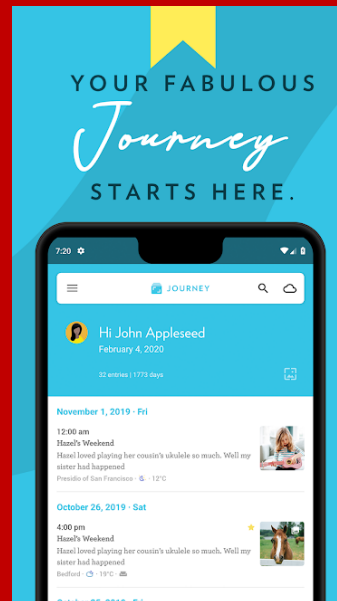 YOUR FABULOUS
Journey
STARTS HERE.
7:20
JOURNEY
Hi John Appleseed
February 4, 2020
32 entries | 1773 days
November 1, 2019 · Fri
12:00 am
Hazel's Weekend
Hazel loved playing her cousin's ukulele so much. Well my
sister had happened
Presidio of San Francisco · 12°C
October 26, 2019 · Sat
4:00 pm
Hazel's Weekend
Hazel loved playing her cousin's ukulele so much. Well my
sister had happened
Bedford · 19°C ·